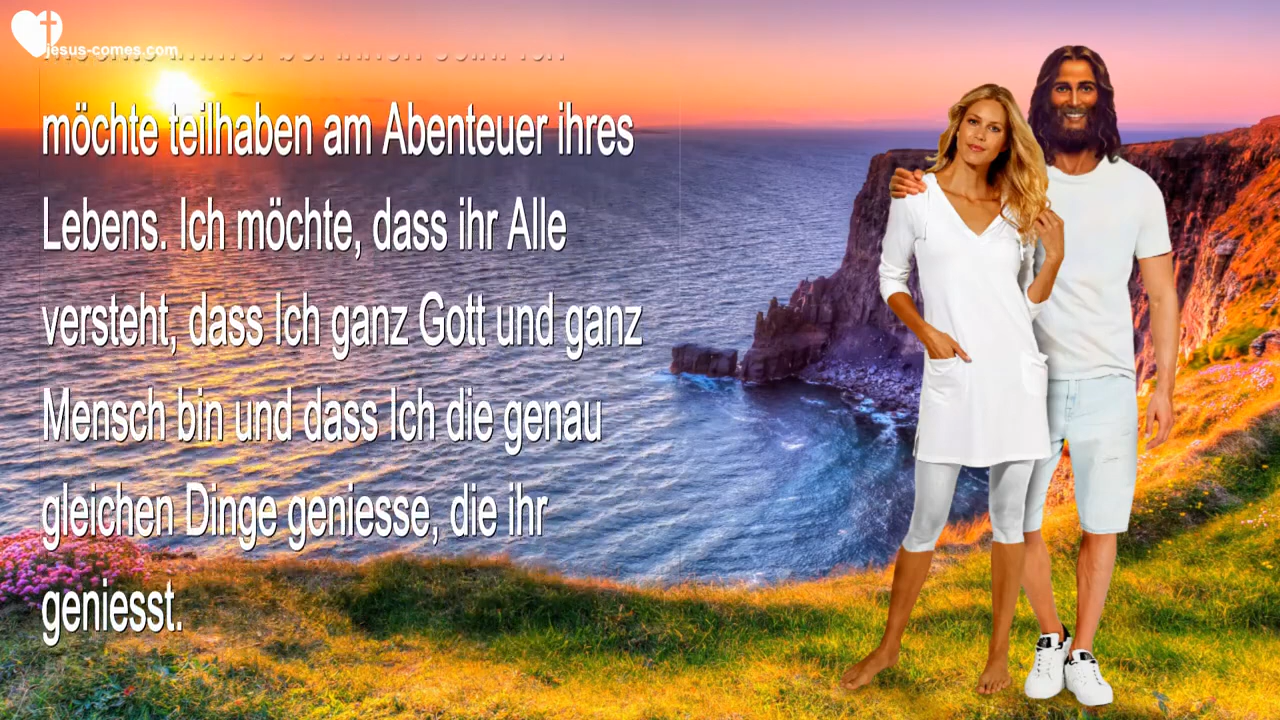 jesus-comes.com
möchte teilhaben am Abenteuer ihres
Lebens. Ich möchte, dass ihr Alle
versteht, dass Ich ganz Gott und ganz
Mensch bin und dass Ich die genau
gleichen Dinge geniesse, die ihr
geniesst.